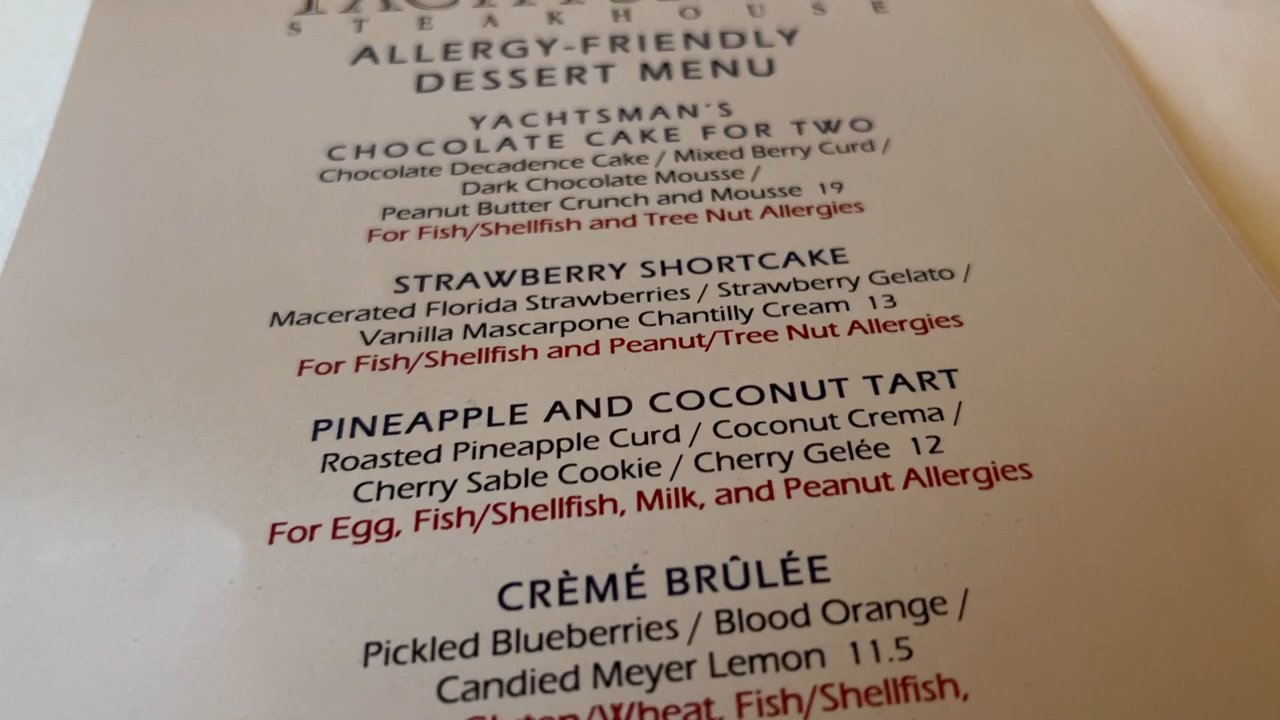 STEAKHOUSE
ALLERGY-FRIENDLY
DESSERT MENU
YACHTSMAN'S
CHOCOLATE CAKE FOR TWO
Chocolate Decadence Cake / Mixed Berry Curd /
Dark Chocolate Mousse /
Peanut Butter Crunch and Mousse 19
For Fish/Shellfish and Tree Nut Allergies
STRAWBERRY SHORTCAKE
Macerated Florida Strawberries / Strawberry Gelato /
Vanilla Mascarpone Chantilly Cream 13
For Fish/Shellfish and Peanut/Tree Nut Allergies
PINEAPPLE AND COCONUT TART
Roasted Pineapple Curd / Coconut Crema /
Cherry Sable Cookie / Cherry Gelée 12
For Egg, Fish/Shellfish, Milk, and Peanut Allergies
CRÈMÉ BRÛLÉE
Pickled Blueberries / Blood Orange /
Candied Meyer Lemon 11.5
Gluten/Wheat, Fish/Shellfish,